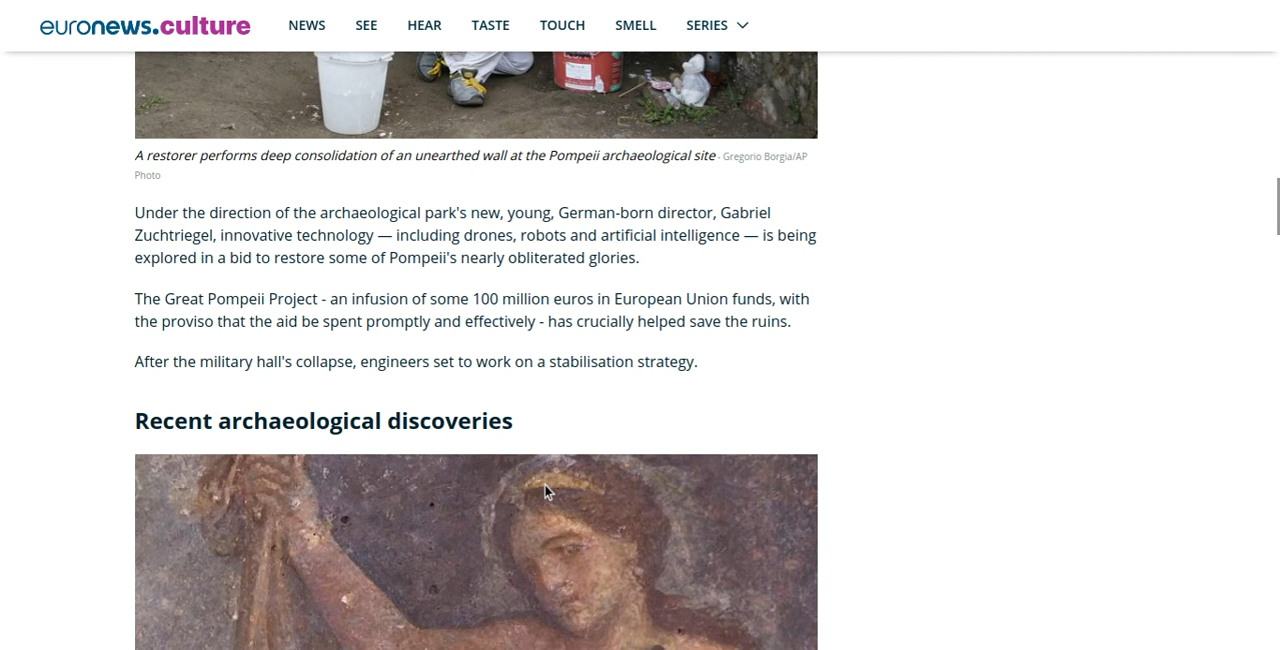 euronews.culture NEWS SEE HEAR TASTE TOUCH SMELL SERIES
A restorer performs deep consolidation of an unearthed wall at the Pompeii archaeological site - Gregorio Borgia/AP
Photo
Under the direction of the archaeological park's new, young, German-born director, Gabriel
Zuchtriegel, innovative technology — including drones, robots and artificial intelligence — is being
explored in a bid to restore some of Pompeii's nearly obliterated glories.
The Great Pompeii Project - an infusion of some 100 million euros in European Union funds, with
the proviso that the aid be spent promptly and effectively - has crucially helped save the ruins.
After the military hall's collapse, engineers set to work on a stabilisation strategy.
Recent archaeological discoveries